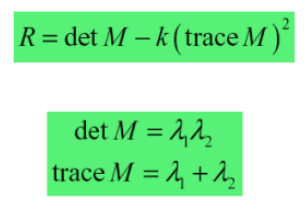 R = det M − k(trace M)²
det M = λ₁λ₂
trace M = λ₁ + λ₂